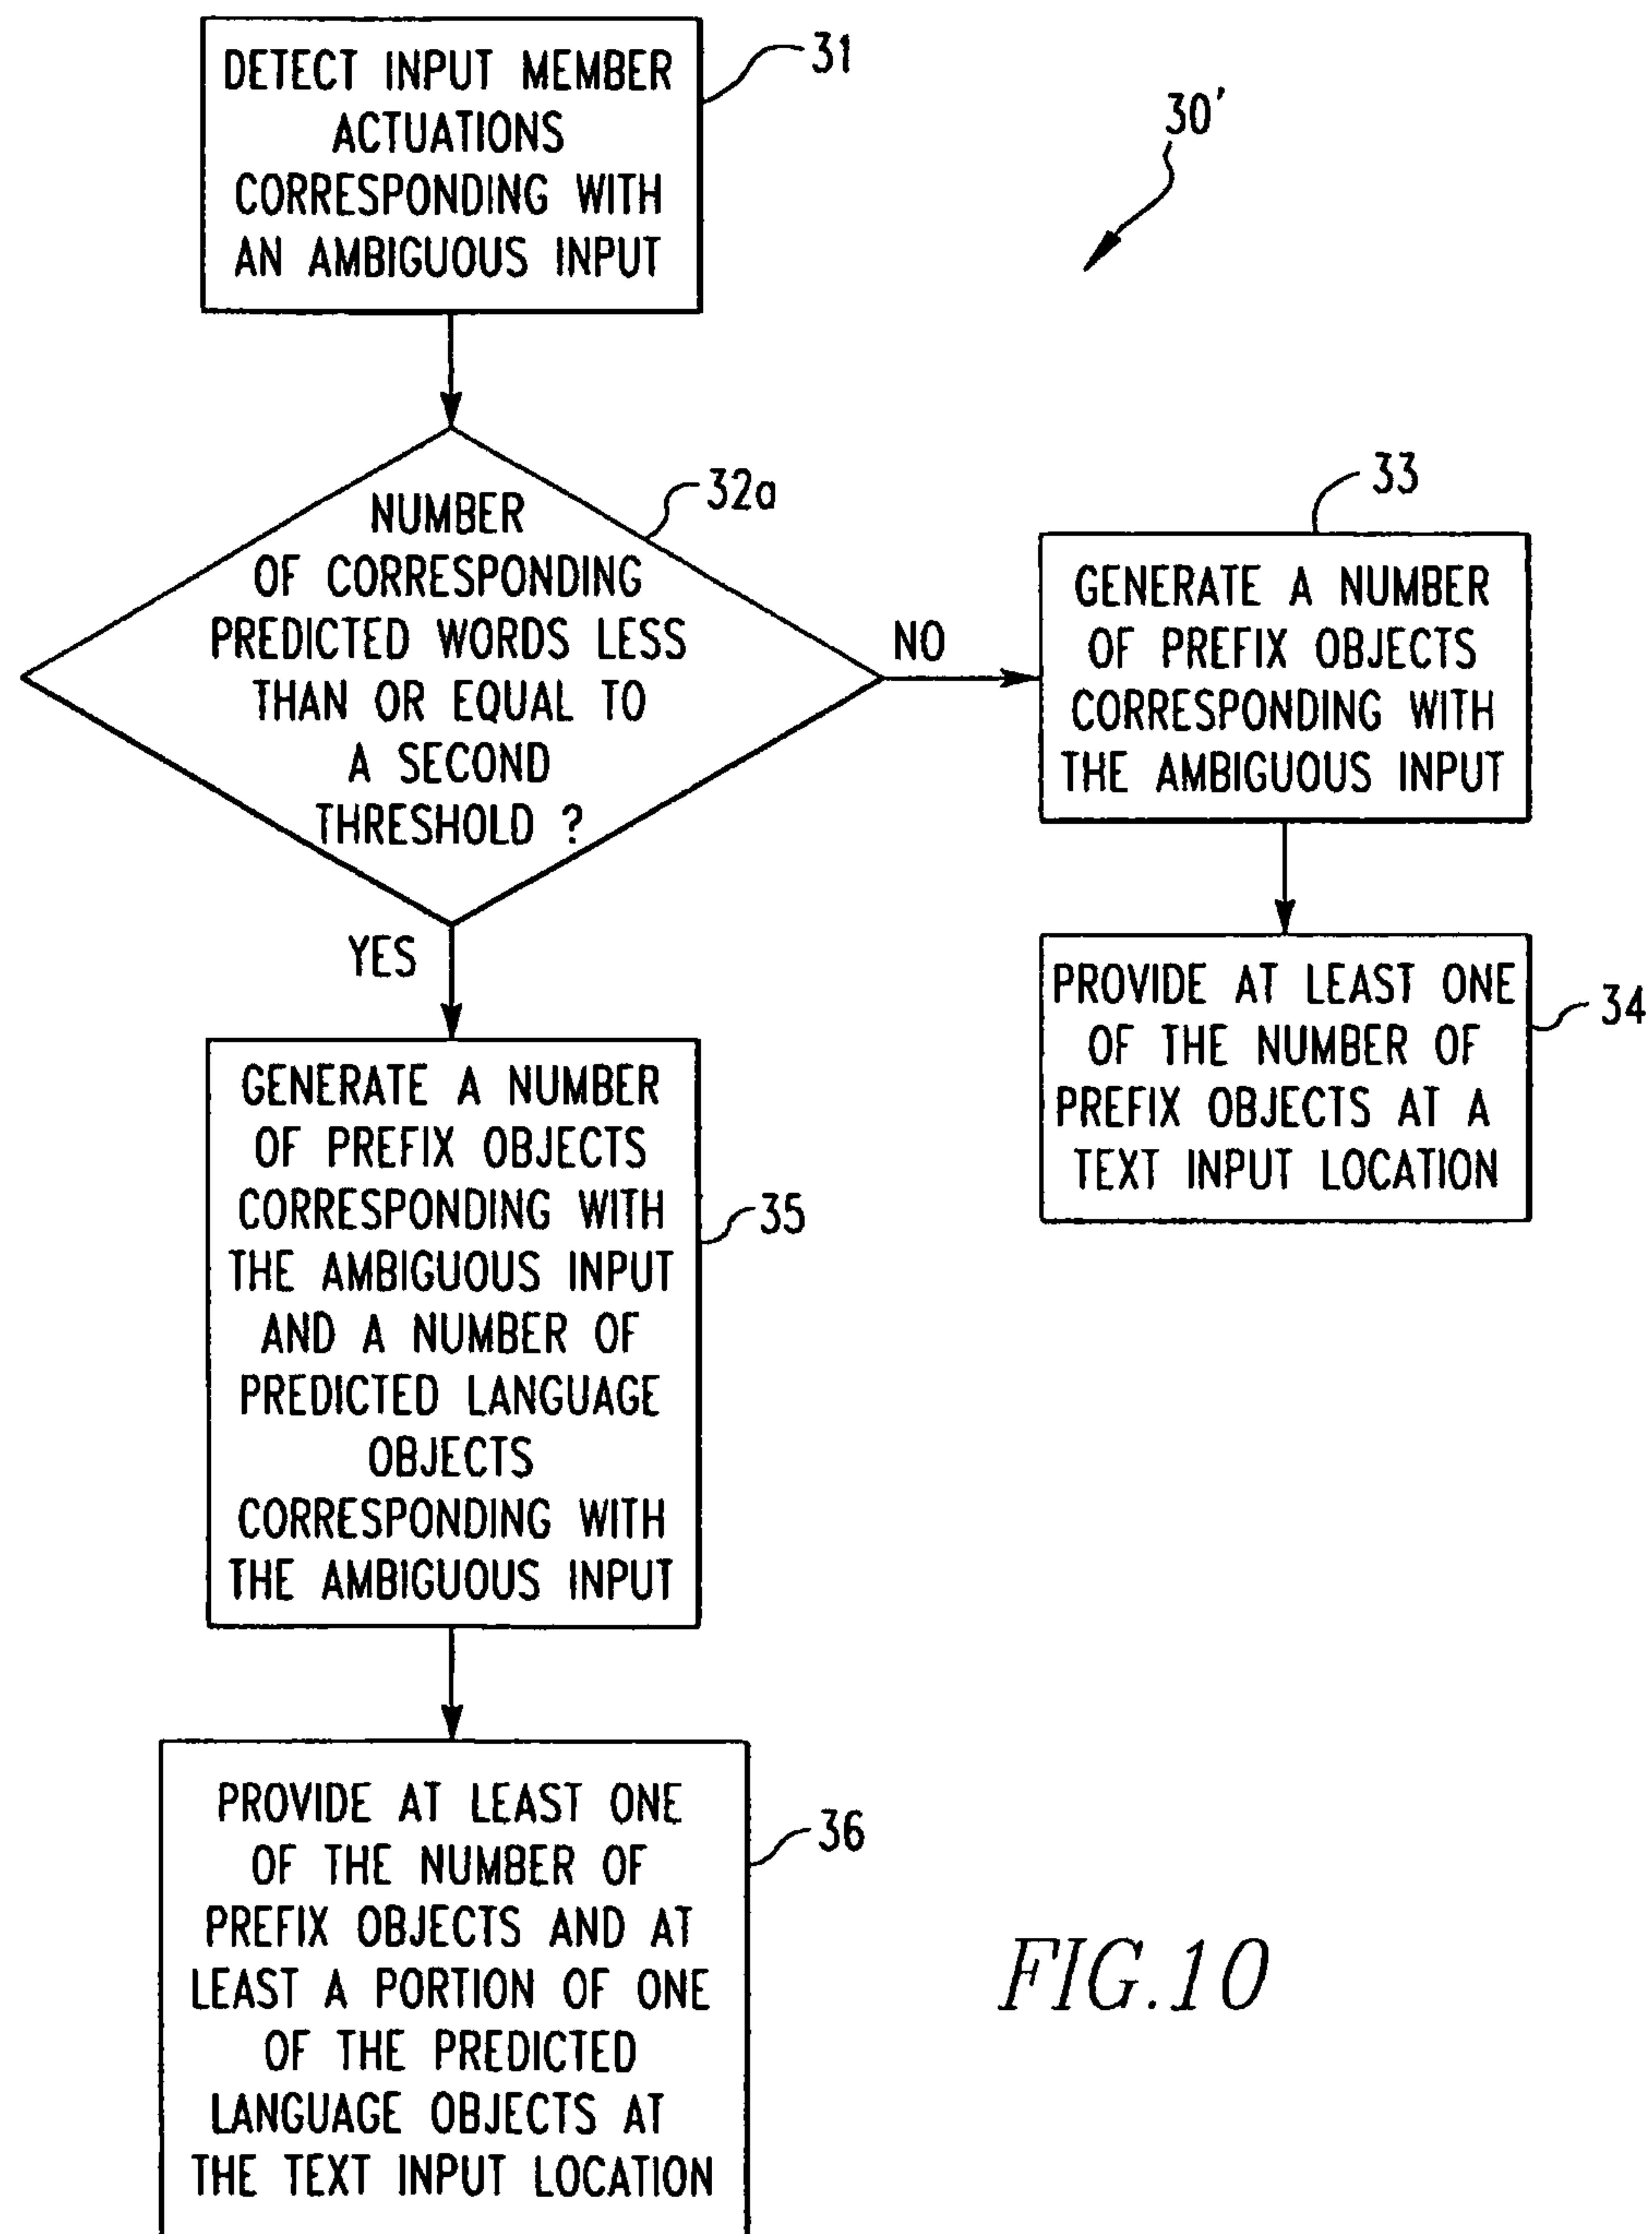 DETECT INPUT MEMBER
ACTUATIONS
CORRESPONDING WITH
AN AMBIGUOUS INPUT
31
30'
NUMBER
OF CORRESPONDING
PREDICTED WORDS LESS
THAN OR EQUAL TO
A SECOND
THRESHOLD ?
32a
NO
YES
33
GENERATE A NUMBER
OF PREFIX OBJECTS
CORRESPONDING WITH
THE AMBIGUOUS INPUT
PROVIDE AT LEAST ONE
OF THE NUMBER OF
PREFIX OBJECTS AT A
TEXT INPUT LOCATION
34
GENERATE A NUMBER
OF PREFIX OBJECTS
CORRESPONDING WITH
THE AMBIGUOUS INPUT
AND A NUMBER OF
PREDICTED LANGUAGE
OBJECTS
CORRESPONDING WITH
THE AMBIGUOUS INPUT
35
PROVIDE AT LEAST ONE
OF THE NUMBER OF
PREFIX OBJECTS AND AT
LEAST A PORTION OF ONE
OF THE PREDICTED
LANGUAGE OBJECTS AT
THE TEXT INPUT LOCATION
36
FIG.10